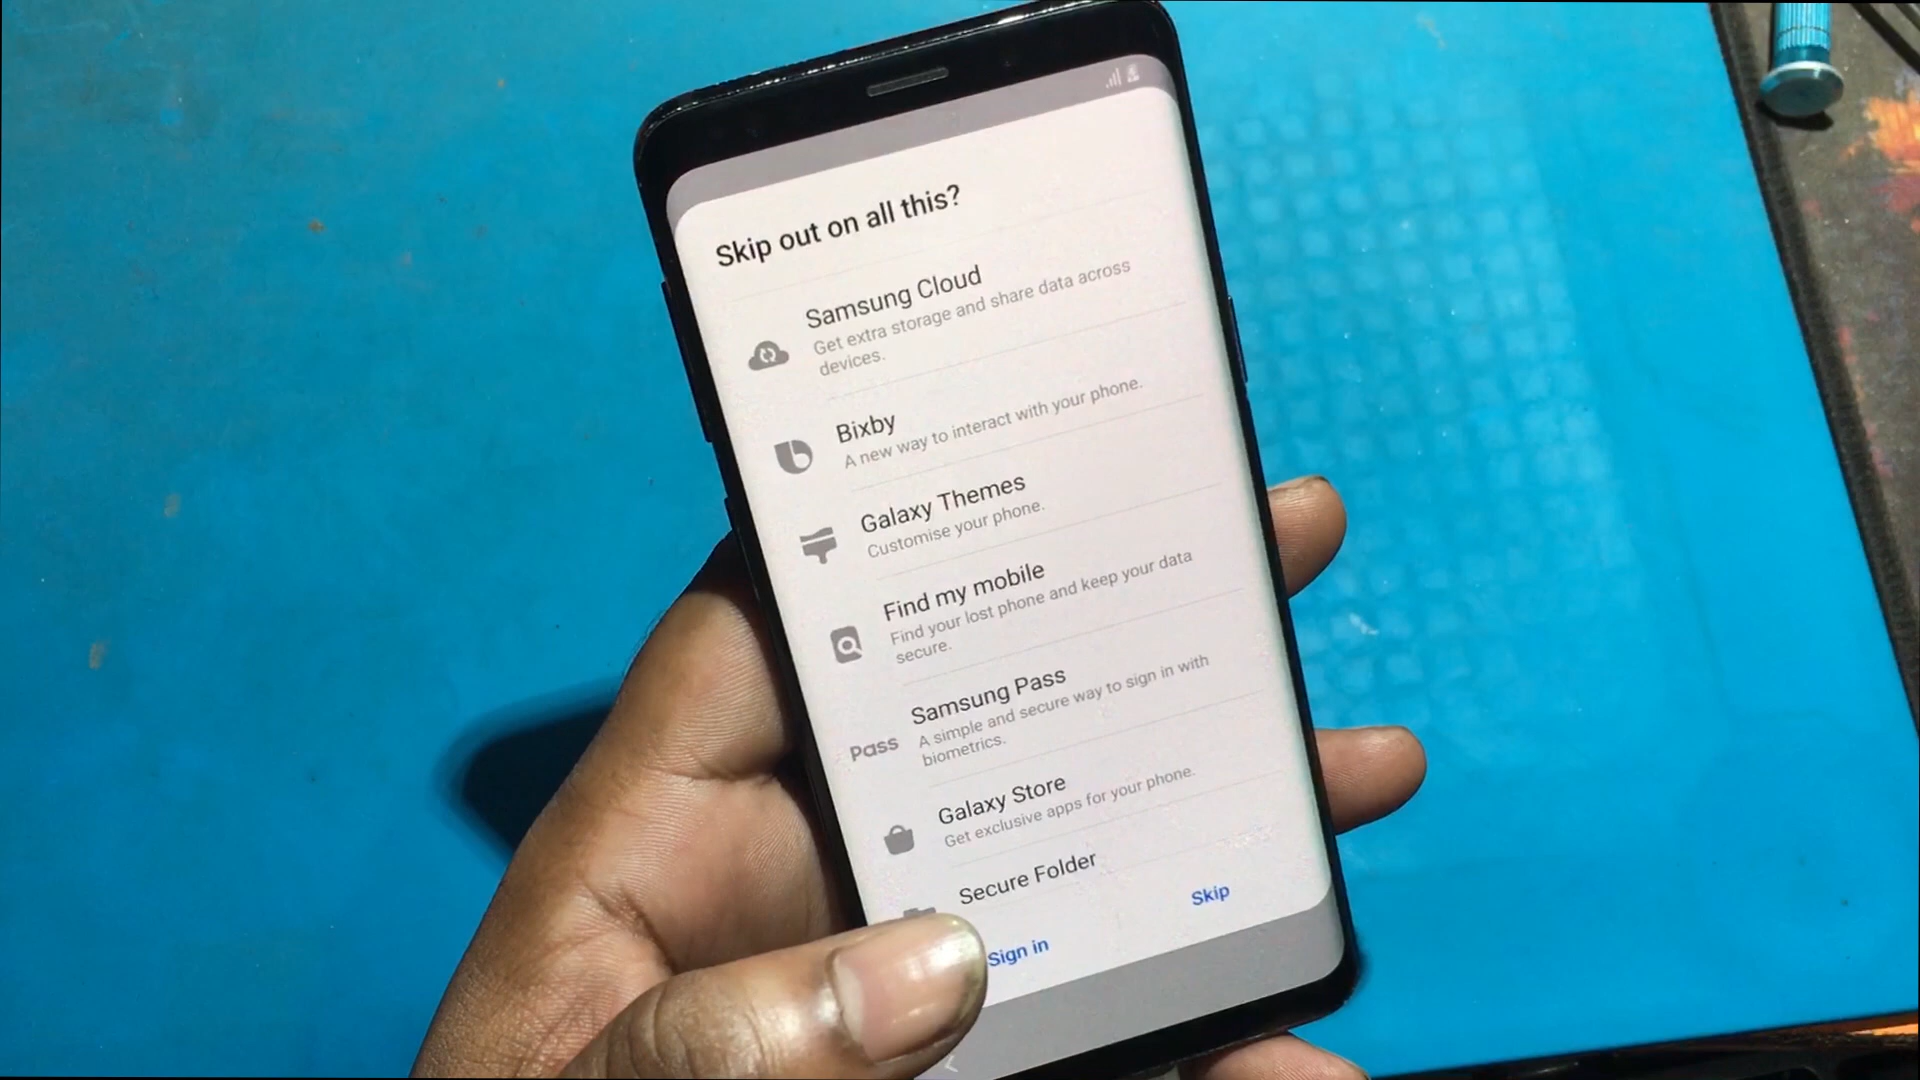 Skip out on all this?
Samsung Cloud
Get extra storage and share data across
devices.
Bixby
A new way to interact with your phone.
Galaxy Themes
Customise your phone.
Find my mobile
Find your lost phone and keep your data
secure.
Pass
Samsung Pass
A simple and secure way to sign in with
biometrics.
Galaxy Store
Get exclusive apps for your phone.
Secure Folder
Sign in
Skip